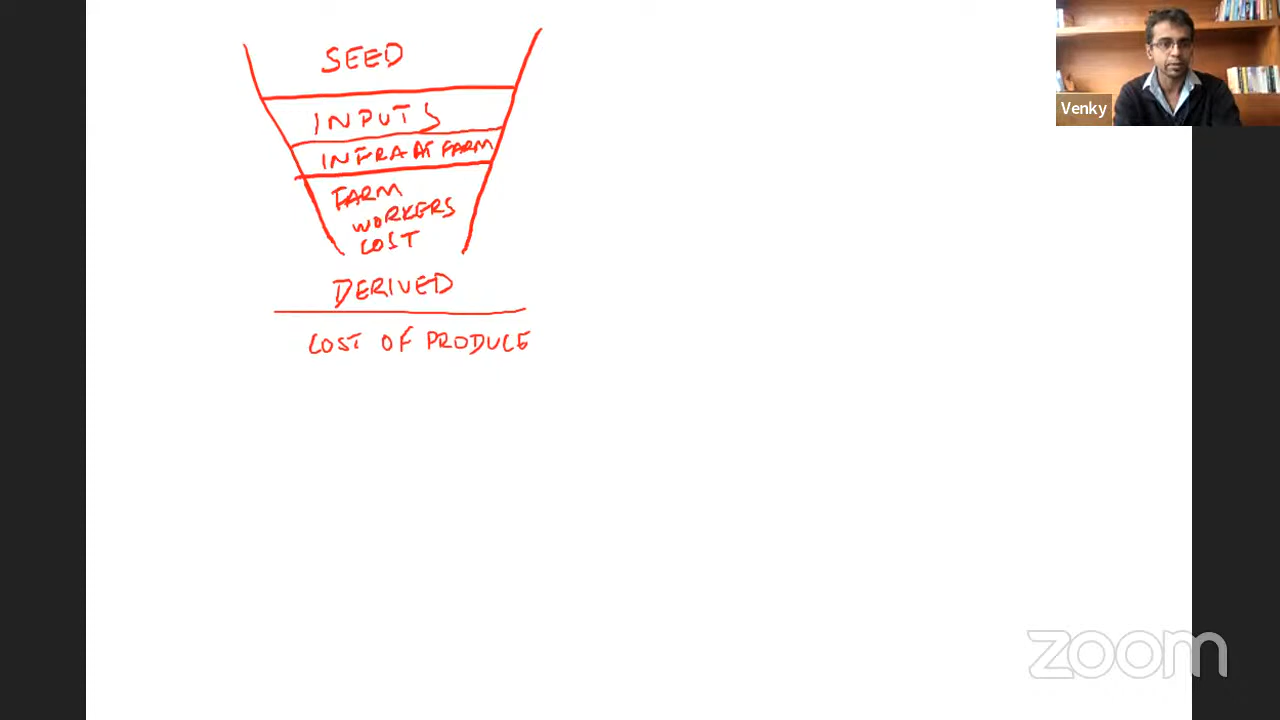 SEED
INPUTS
INFRA AT FARM
FARM
WORKERS
COST
DERIVED
COST OF PRODUCE
Venky
zoom